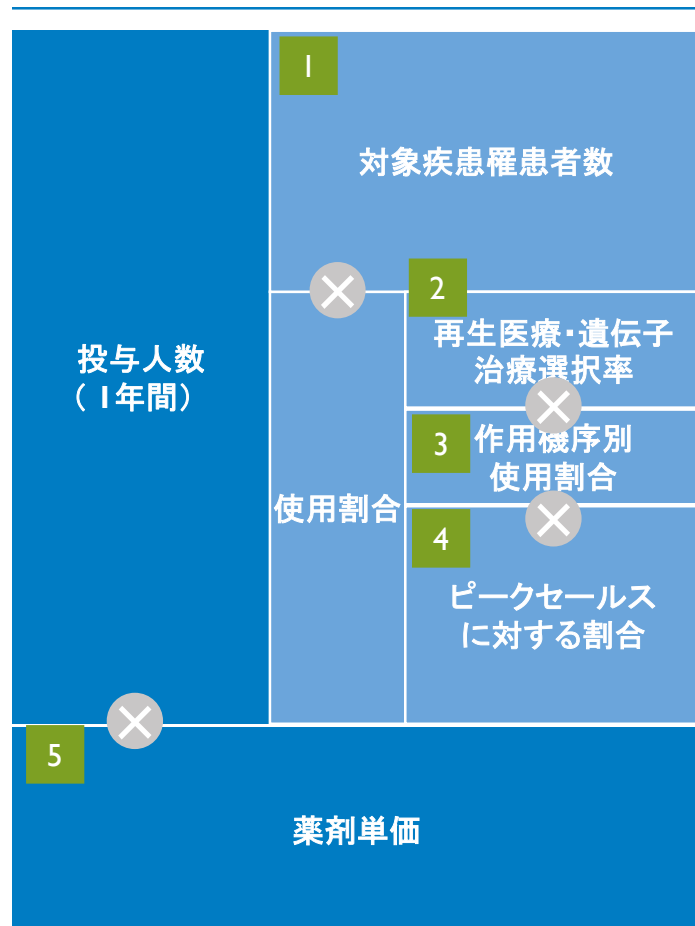 1
対象疾患罹患者数
2
再生医療・遺伝子
治療選択率
3
作用機序別
使用割合
4
ピークセールス
に対する割合
使用割合
投与人数
（1年間）
5
薬剤単価